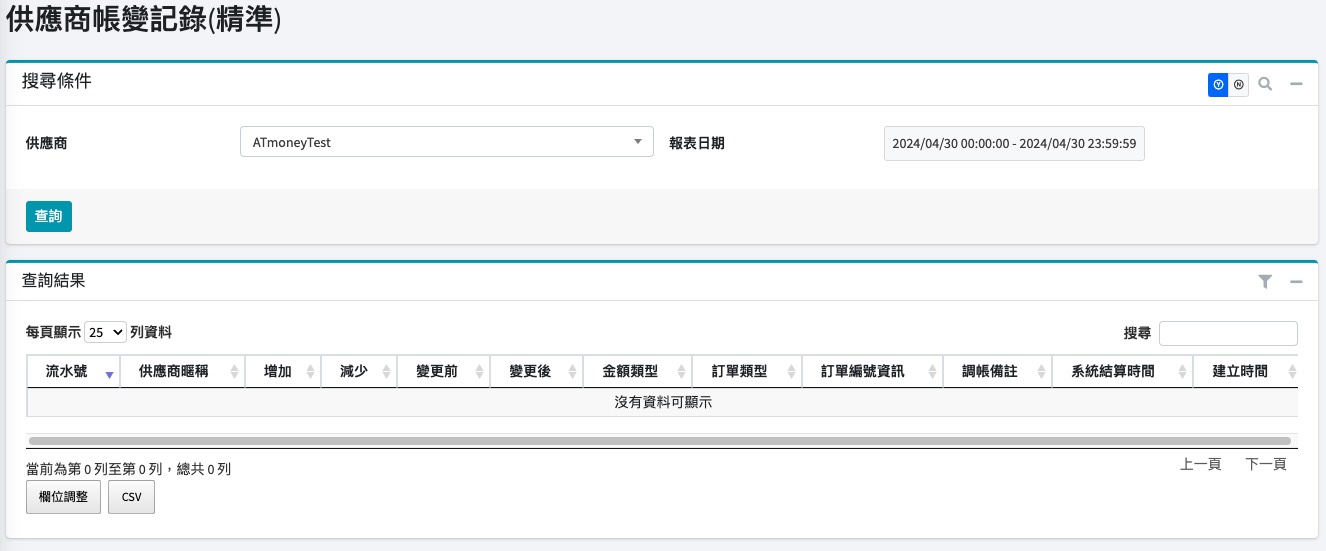 供應商帳變記錄(精準)
搜尋條件
Y N
供應商 ATmoneyTest 報表日期 2024/04/30 00:00:00 - 2024/04/30 23:59:59
查詢
查詢結果
每頁顯示 25 列資料 搜尋
流水號 供應商暱稱 增加 減少 變更前 變更後 金額類型 訂單類型 訂單編號資訊 調帳備註 系統結算時間 建立時間
沒有資料可顯示
當前為第 0 列至第 0 列，總共 0 列 上一頁 下一頁
欄位調整 CSV